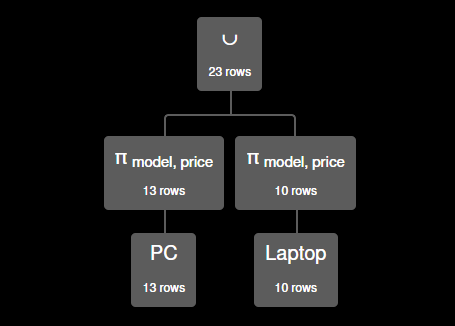 ∪
23 rows
π model, price
13 rows
π model, price
10 rows
PC
13 rows
Laptop
10 rows